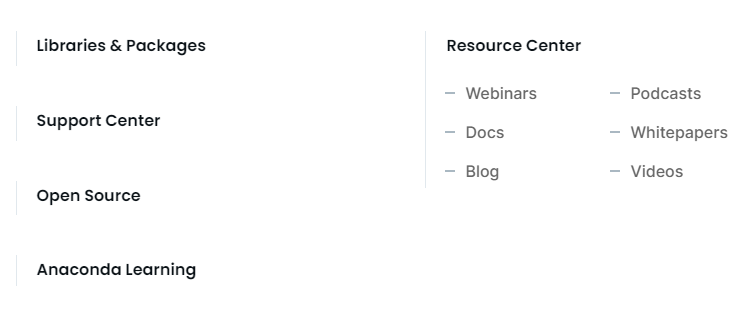 Libraries & Packages
Support Center
Open Source
Anaconda Learning
Resource Center
Webinars
Docs
Blog
Podcasts
Whitepapers
Videos